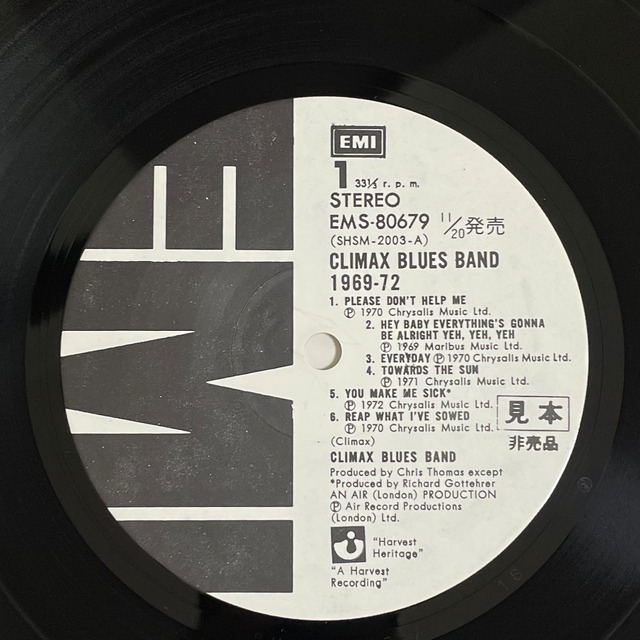 EMI
1 33⅓ r. p. m.
STEREO
EMS-80679 11/20発売
(SHSM-2003-A)
CLIMAX BLUES BAND
1969-72
1. PLEASE DON'T HELP ME
Ⓟ 1970 Chrysalis Music Ltd.
2. HEY BABY EVERYTHING'S GONNA
BE ALRIGHT YEH, YEH, YEH
Ⓟ 1969 Maribus Music Ltd.
3. EVERYDAY Ⓟ 1970 Chrysalis Music Ltd.
4. TOWARDS THE SUN
Ⓟ 1971 Chrysalis Music Ltd.
5. YOU MAKE ME SICK*
Ⓟ 1972 Chrysalis Music Ltd.
6. REAP WHAT I'VE SOWED
Ⓟ 1970 Chrysalis Music Ltd.
(Climax)
見本
非売品
CLIMAX BLUES BAND
Produced by Chris Thomas except
*Produced by Richard Gottehrer
AN AIR (London) PRODUCTION
Ⓟ Air Record Productions
(London) Ltd.
"Harvest
Heritage"
"A Harvest
Recording"
EMI
16